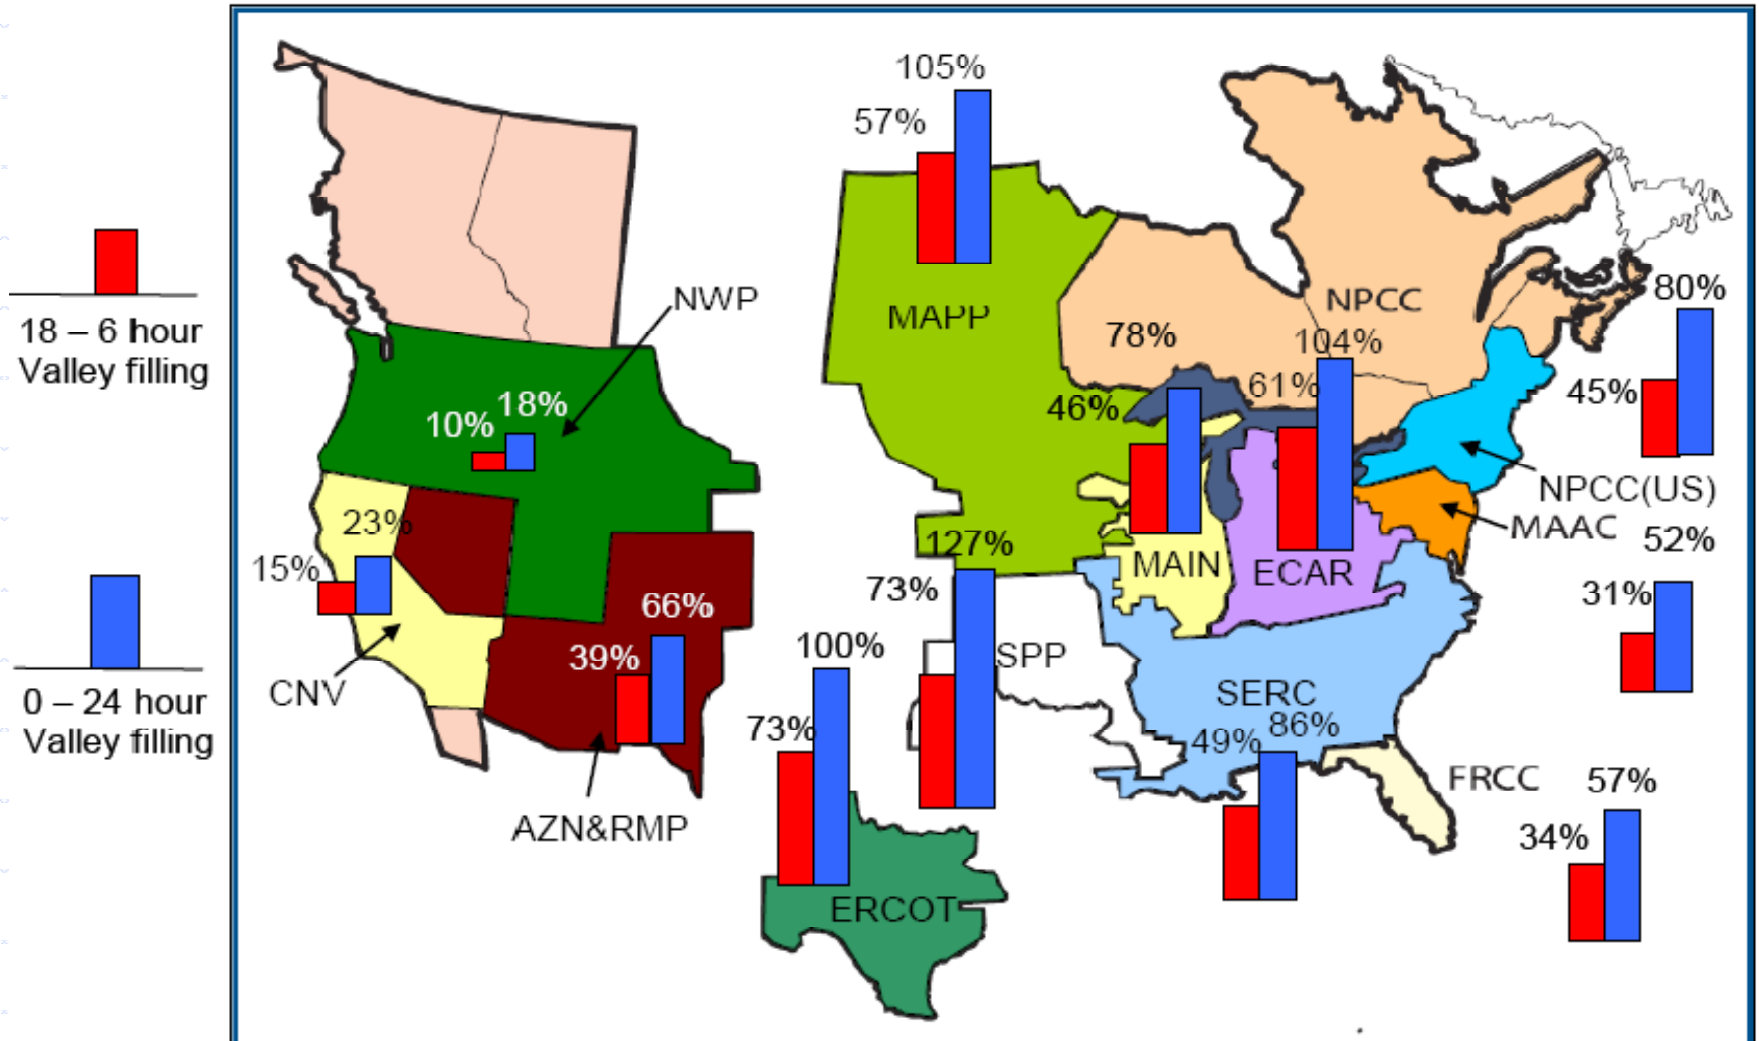 105%
57%
NWP
MAPP
NPCC
80%
18 – 6 hour
Valley filling
78%
104%
61%
45%
46%
10%
18%
NPCC(US)
MAAC
52%
23%
127%
15%
MAIN
ECAR
73%
31%
66%
39%
100%
SPP
CNV
SERC
0 – 24 hour
Valley filling
73%
49%
86%
FRCC
57%
AZN&RMP
34%
ERCOT